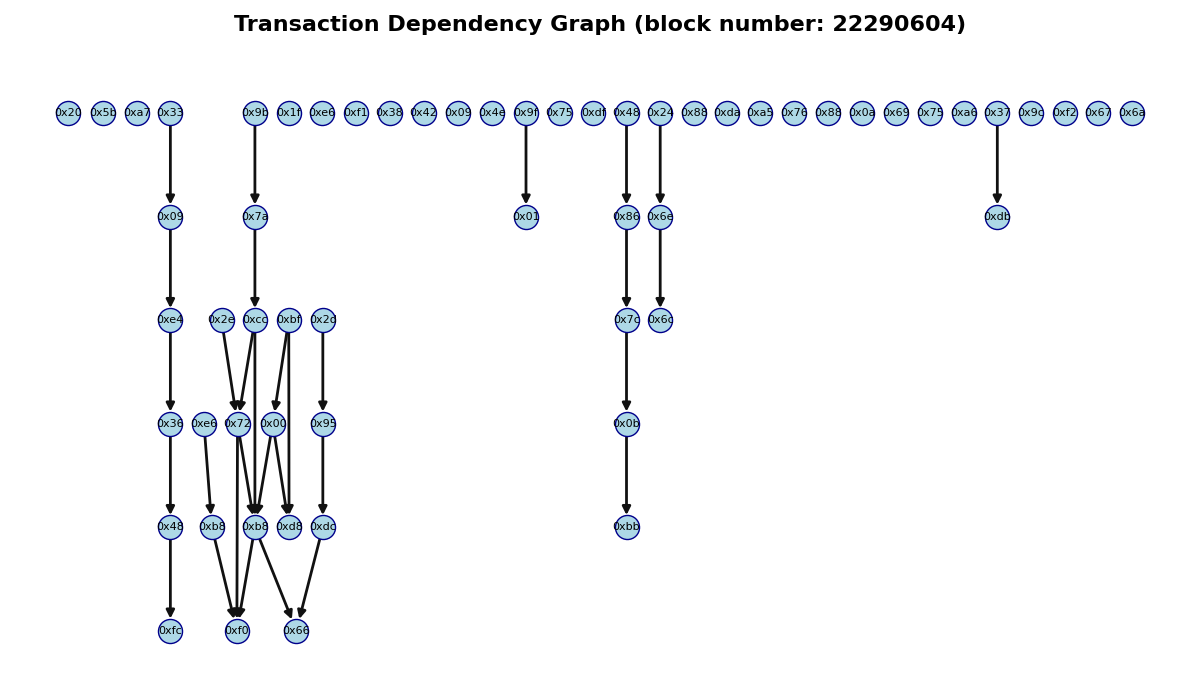 Transaction Dependency Graph (block number: 22290604)
0x20 0x5b 0xa7 0x33 0x9b 0x1f 0xe6 0xf1 0x38 0x42 0x09 0x4e 0x9f 0x75 0xdf 0x48 0x24 0x88 0xda 0xa5 0x76 0x88 0x0a 0x69 0x75 0xa6 0x37 0x9c 0xf2 0x67 0x6a
0x09 0x7a 0x01 0x86 0x6e 0xdb
0xe4 0x2e 0xcc 0xbf 0x2d 0x7c 0x6c
0x36 0xe6 0x72 0x00 0x95 0x0b
0x48 0xb8 0xb8 0xd8 0xdc 0xbb
0xfc 0xf0 0x66